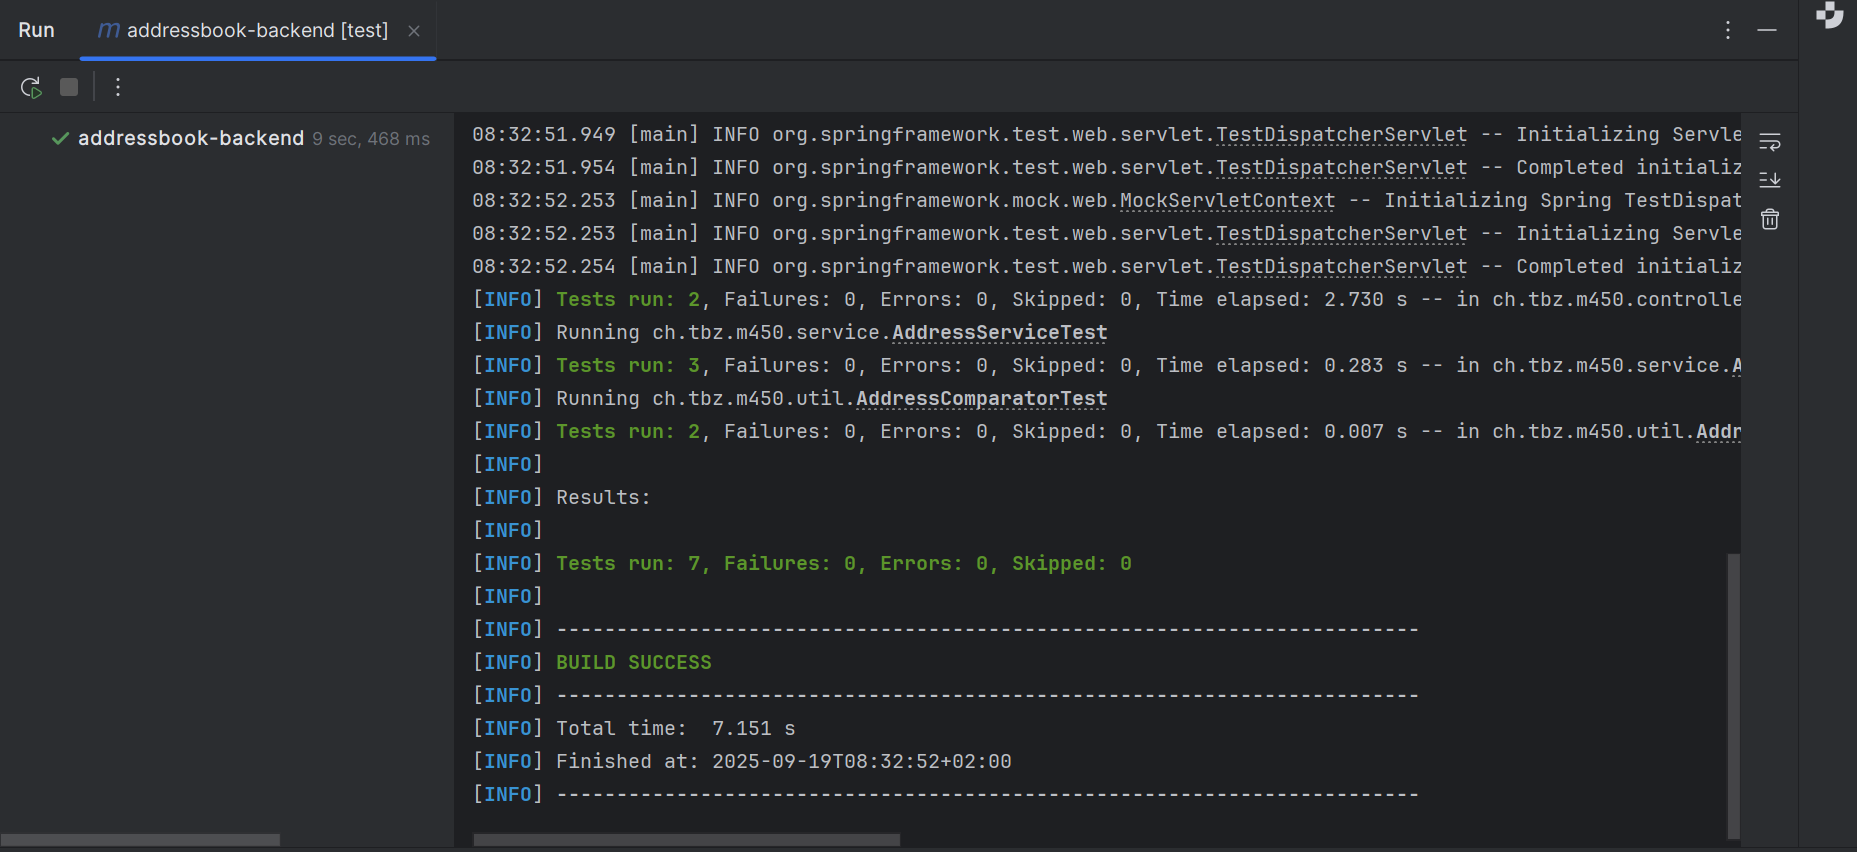 Run
m addressbook-backend [test]
addressbook-backend 9 sec, 468 ms
08:32:51.949 [main] INFO org.springframework.test.web.servlet.TestDispatcherServlet -- Initializing Servle
08:32:51.954 [main] INFO org.springframework.test.web.servlet.TestDispatcherServlet -- Completed initializ
08:32:52.253 [main] INFO org.springframework.mock.web.MockServletContext -- Initializing Spring TestDispat
08:32:52.253 [main] INFO org.springframework.test.web.servlet.TestDispatcherServlet -- Initializing Servle
08:32:52.254 [main] INFO org.springframework.test.web.servlet.TestDispatcherServlet -- Completed initializ
[INFO] Tests run: 2, Failures: 0, Errors: 0, Skipped: 0, Time elapsed: 2.730 s -- in ch.tbz.m450.controlle
[INFO] Running ch.tbz.m450.service.AddressServiceTest
[INFO] Tests run: 3, Failures: 0, Errors: 0, Skipped: 0, Time elapsed: 0.283 s -- in ch.tbz.m450.service.A
[INFO] Running ch.tbz.m450.util.AddressComparatorTest
[INFO] Tests run: 2, Failures: 0, Errors: 0, Skipped: 0, Time elapsed: 0.007 s -- in ch.tbz.m450.util.Addr
[INFO]
[INFO] Results:
[INFO]
[INFO] Tests run: 7, Failures: 0, Errors: 0, Skipped: 0
[INFO]
[INFO] ------------------------------------------------------------------------
[INFO] BUILD SUCCESS
[INFO] ------------------------------------------------------------------------
[INFO] Total time:  7.151 s
[INFO] Finished at: 2025-09-19T08:32:52+02:00
[INFO] ------------------------------------------------------------------------